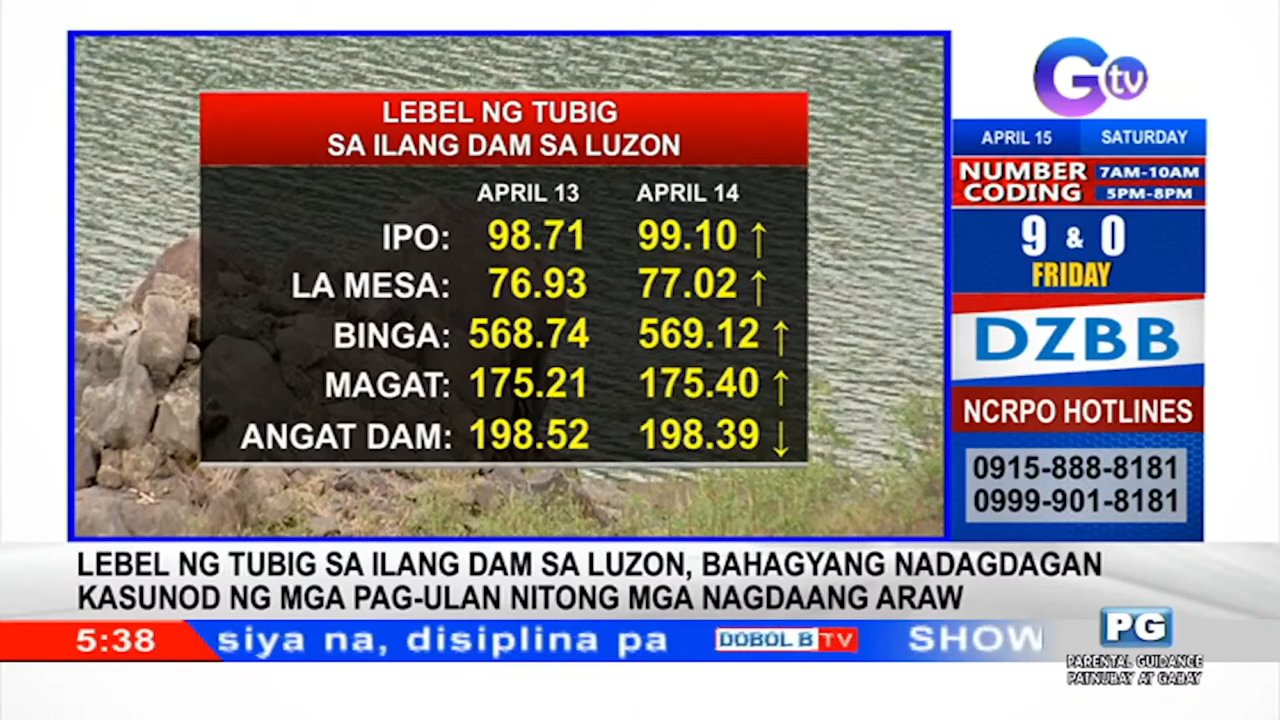 LEBEL NG TUBIG
SA ILANG DAM SA LUZON
APRIL 13 APRIL 14
IPO: 98.71 99.10 ↑
LA MESA: 76.93 77.02 ↑
BINGA: 568.74 569.12 ↑
MAGAT: 175.21 175.40 ↑
ANGAT DAM: 198.52 198.39 ↓
Gtv
APRIL 15 SATURDAY
NUMBER CODING
7AM-10AM
5PM-8PM
9 & 0
FRIDAY
DZBB
NCRPO HOTLINES
0915-888-8181
0999-901-8181
LEBEL NG TUBIG SA ILANG DAM SA LUZON, BAHAGYANG NADAGDAGAN
KASUNOD NG MGA PAG-ULAN NITONG MGA NAGDAANG ARAW
5:38 siya na, disiplina pa DOBOL B TV SHOW
PG
PARENTAL GUIDANCE
PATNUBAY AT GABAY